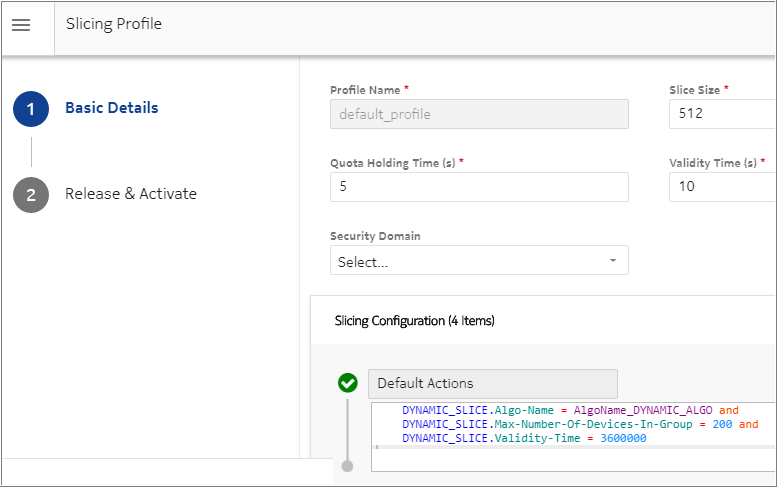 Slicing Profile
1 Basic Details
2 Release & Activate
Profile Name * Slice Size *
default_profile 512
Quota Holding Time (s) * Validity Time (s) *
5 10
Security Domain
Select...
Slicing Configuration (4 Items)
Default Actions
DYNAMIC_SLICE.Algo-Name = AlgoName_DYNAMIC_ALGO and
DYNAMIC_SLICE.Max-Number-Of-Devices-In-Group = 200 and
DYNAMIC_SLICE.Validity-Time = 3600000